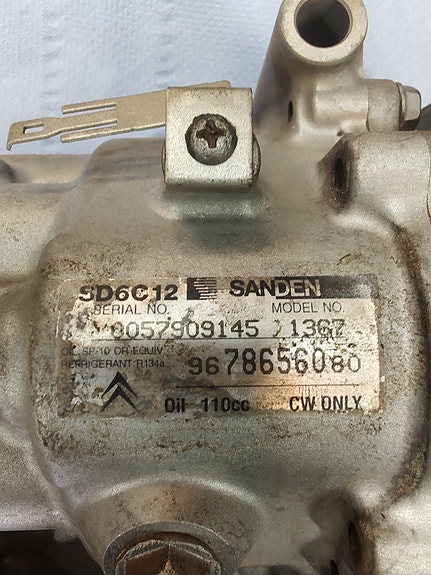 SD6C12 SANDEN
SERIAL NO. MODEL NO.
0057909145 1367
OIL: SP-10 OR EQUIV.
REFRIGERANT: R134a
9678656080
Oil 110cc CW ONLY